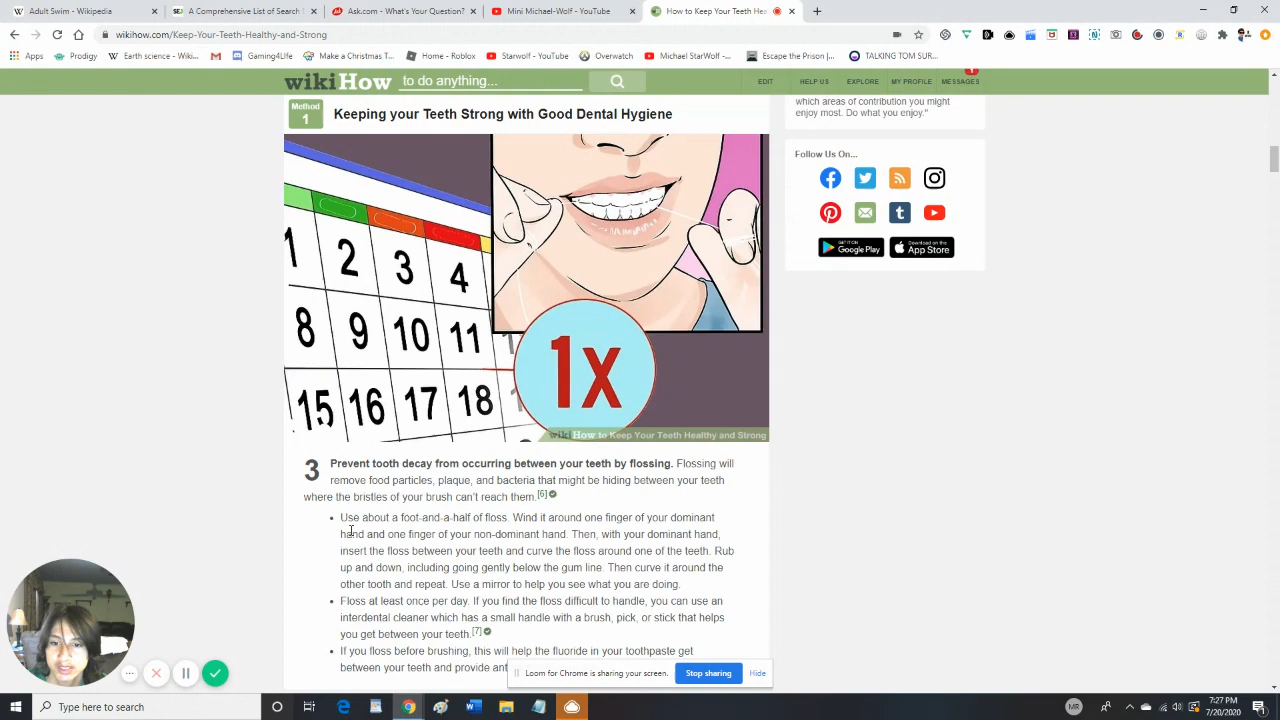 Adult Swim - Wikipedia
A Comprehensive List of Search
Ask.com - What's Your Question?
Mini Michael-Wolf - YouTube
How to Keep Your Teeth Hea
wikihow.com/Keep-Your-Teeth-Healthy-and-Strong
Apps
Prodigy
Earth science - Wiki...
Gaming4Life
Make a Christmas T...
Home - Roblox
Starwolf - YouTube
Overwatch
Michael StarWolf -...
Escape the Prison |...
TALKING TOM SUR...
wikiHow to do anything...
EDIT
HELP US
EXPLORE
MY PROFILE
MESSAGES
1
Method
1
Keeping your Teeth Strong with Good Dental Hygiene
1 2 3 4
8 9 10 11
15 16 17 18
1x
wikiHow to Keep Your Teeth Healthy and Strong
3 Prevent tooth decay from occurring between your teeth by flossing. Flossing will
remove food particles, plaque, and bacteria that might be hiding between your teeth
where the bristles of your brush can't reach them.[6]
• Use about a foot-and-a-half of floss. Wind it around one finger of your dominant
hand and one finger of your non-dominant hand. Then, with your dominant hand,
insert the floss between your teeth and curve the floss around one of the teeth. Rub
up and down, including going gently below the gum line. Then curve it around the
other tooth and repeat. Use a mirror to help you see what you are doing.
• Floss at least once per day. If you find the floss difficult to handle, you can use an
interdental cleaner which has a small handle with a brush, pick, or stick that helps
you get between your teeth.[7]
• If you floss before brushing, this will help the fluoride in your toothpaste get
between your teeth and provide
which areas of contribution you might
enjoy most. Do what you enjoy."
Follow Us On...
GET IT ON
Google Play
Download on the
App Store
Loom for Chrome is sharing your screen.
Stop sharing
Hide
Type here to search
MR
7:27 PM
7/20/2020